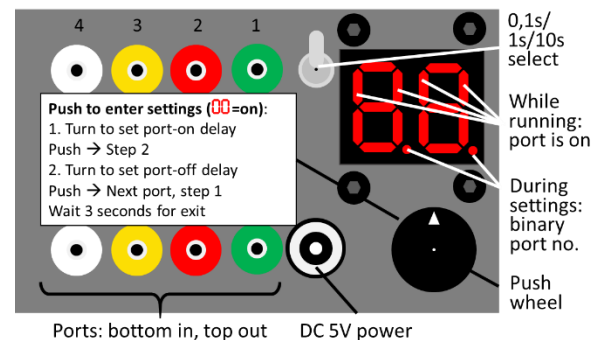 4 3 2 1
0,1s/
1s/10s
select
80.
Push to enter settings (00=on):
1. Turn to set port-on delay
Push → Step 2
2. Turn to set port-off delay
Push → Next port, step 1
Wait 3 seconds for exit
While
running:
port is on
During
settings:
binary
port no.
Push
wheel
Ports: bottom in, top out
DC 5V power